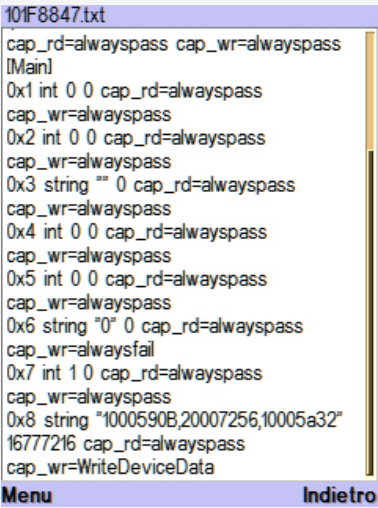 101F8847.txt
cap_rd=alwayspass cap_wr=alwayspass
[Main]
0x1 int 0 0 cap_rd=alwayspass
cap_wr=alwayspass
0x2 int 0 0 cap_rd=alwayspass
cap_wr=alwayspass
0x3 string "" 0 cap_rd=alwayspass
cap_wr=alwayspass
0x4 int 0 0 cap_rd=alwayspass
cap_wr=alwayspass
0x5 int 0 0 cap_rd=alwayspass
cap_wr=alwayspass
0x6 string "0" 0 cap_rd=alwayspass
cap_wr=alwaysfail
0x7 int 1 0 cap_rd=alwayspass
cap_wr=alwayspass
0x8 string "1000590B,20007256,10005a32"
16777216 cap_rd=alwayspass
cap_wr=WriteDeviceData
Menu Indietro